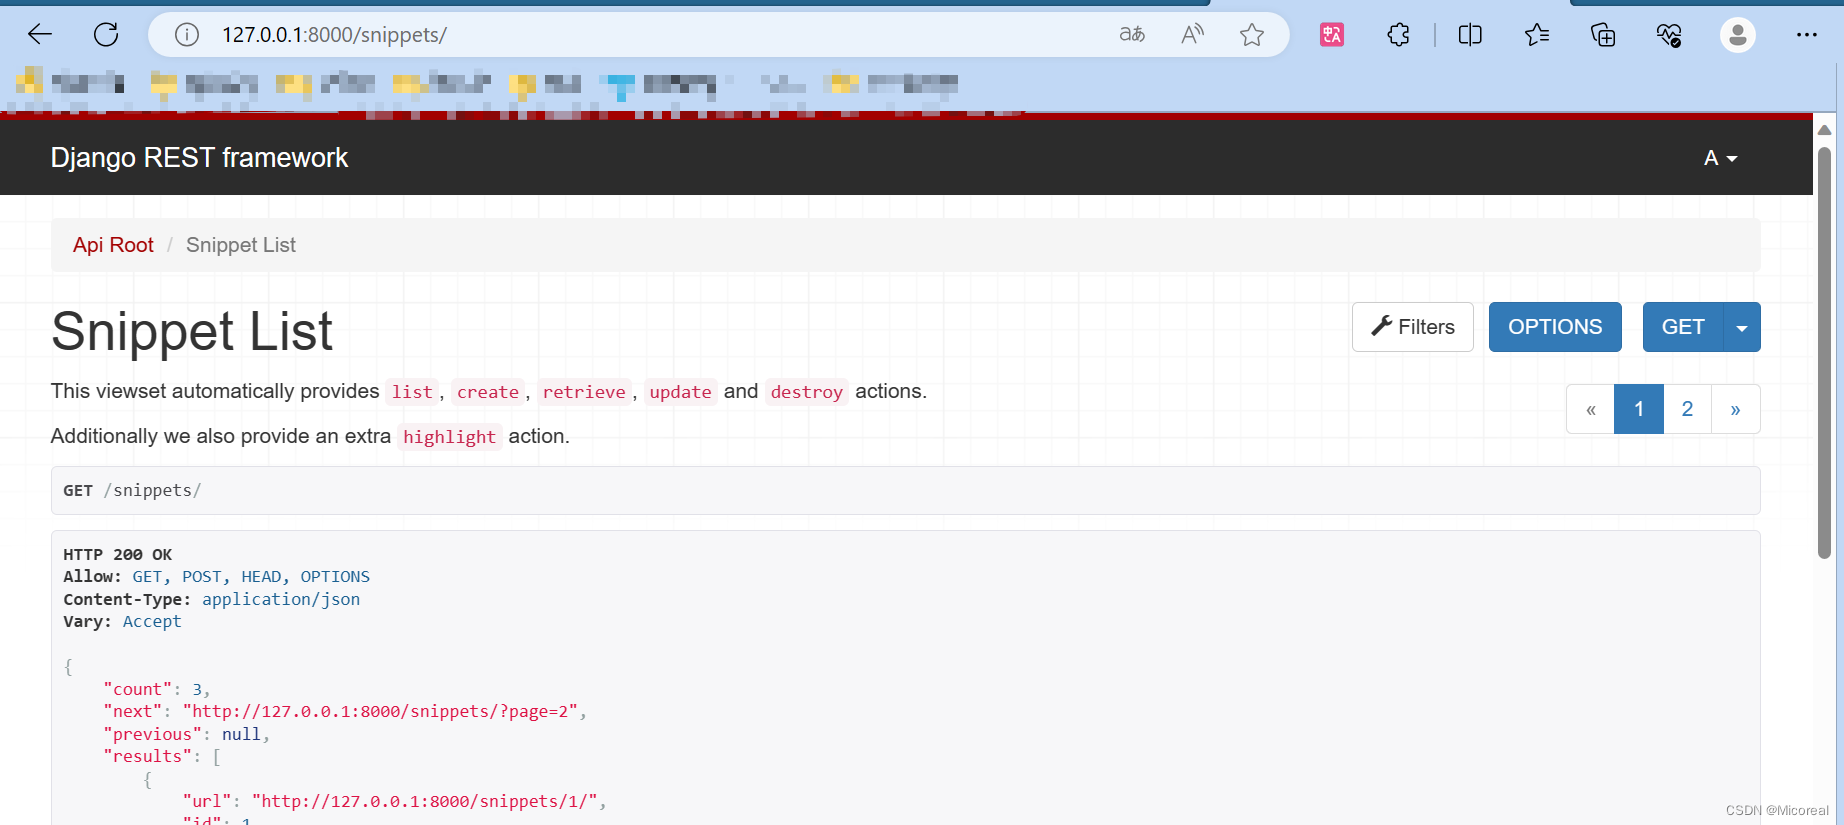 127.0.0.1:8000/snippets/
Django REST framework
A
Api Root / Snippet List
Snippet List
Filters
OPTIONS
GET
This viewset automatically provides list, create, retrieve, update and destroy actions.
« 1 2 »
Additionally we also provide an extra highlight action.
GET /snippets/
HTTP 200 OK
Allow: GET, POST, HEAD, OPTIONS
Content-Type: application/json
Vary: Accept
{
"count": 3,
"next": "http://127.0.0.1:8000/snippets/?page=2",
"previous": null,
"results": [
{
"url": "http://127.0.0.1:8000/snippets/1/",
"id": 1
CSDN @Micoreal